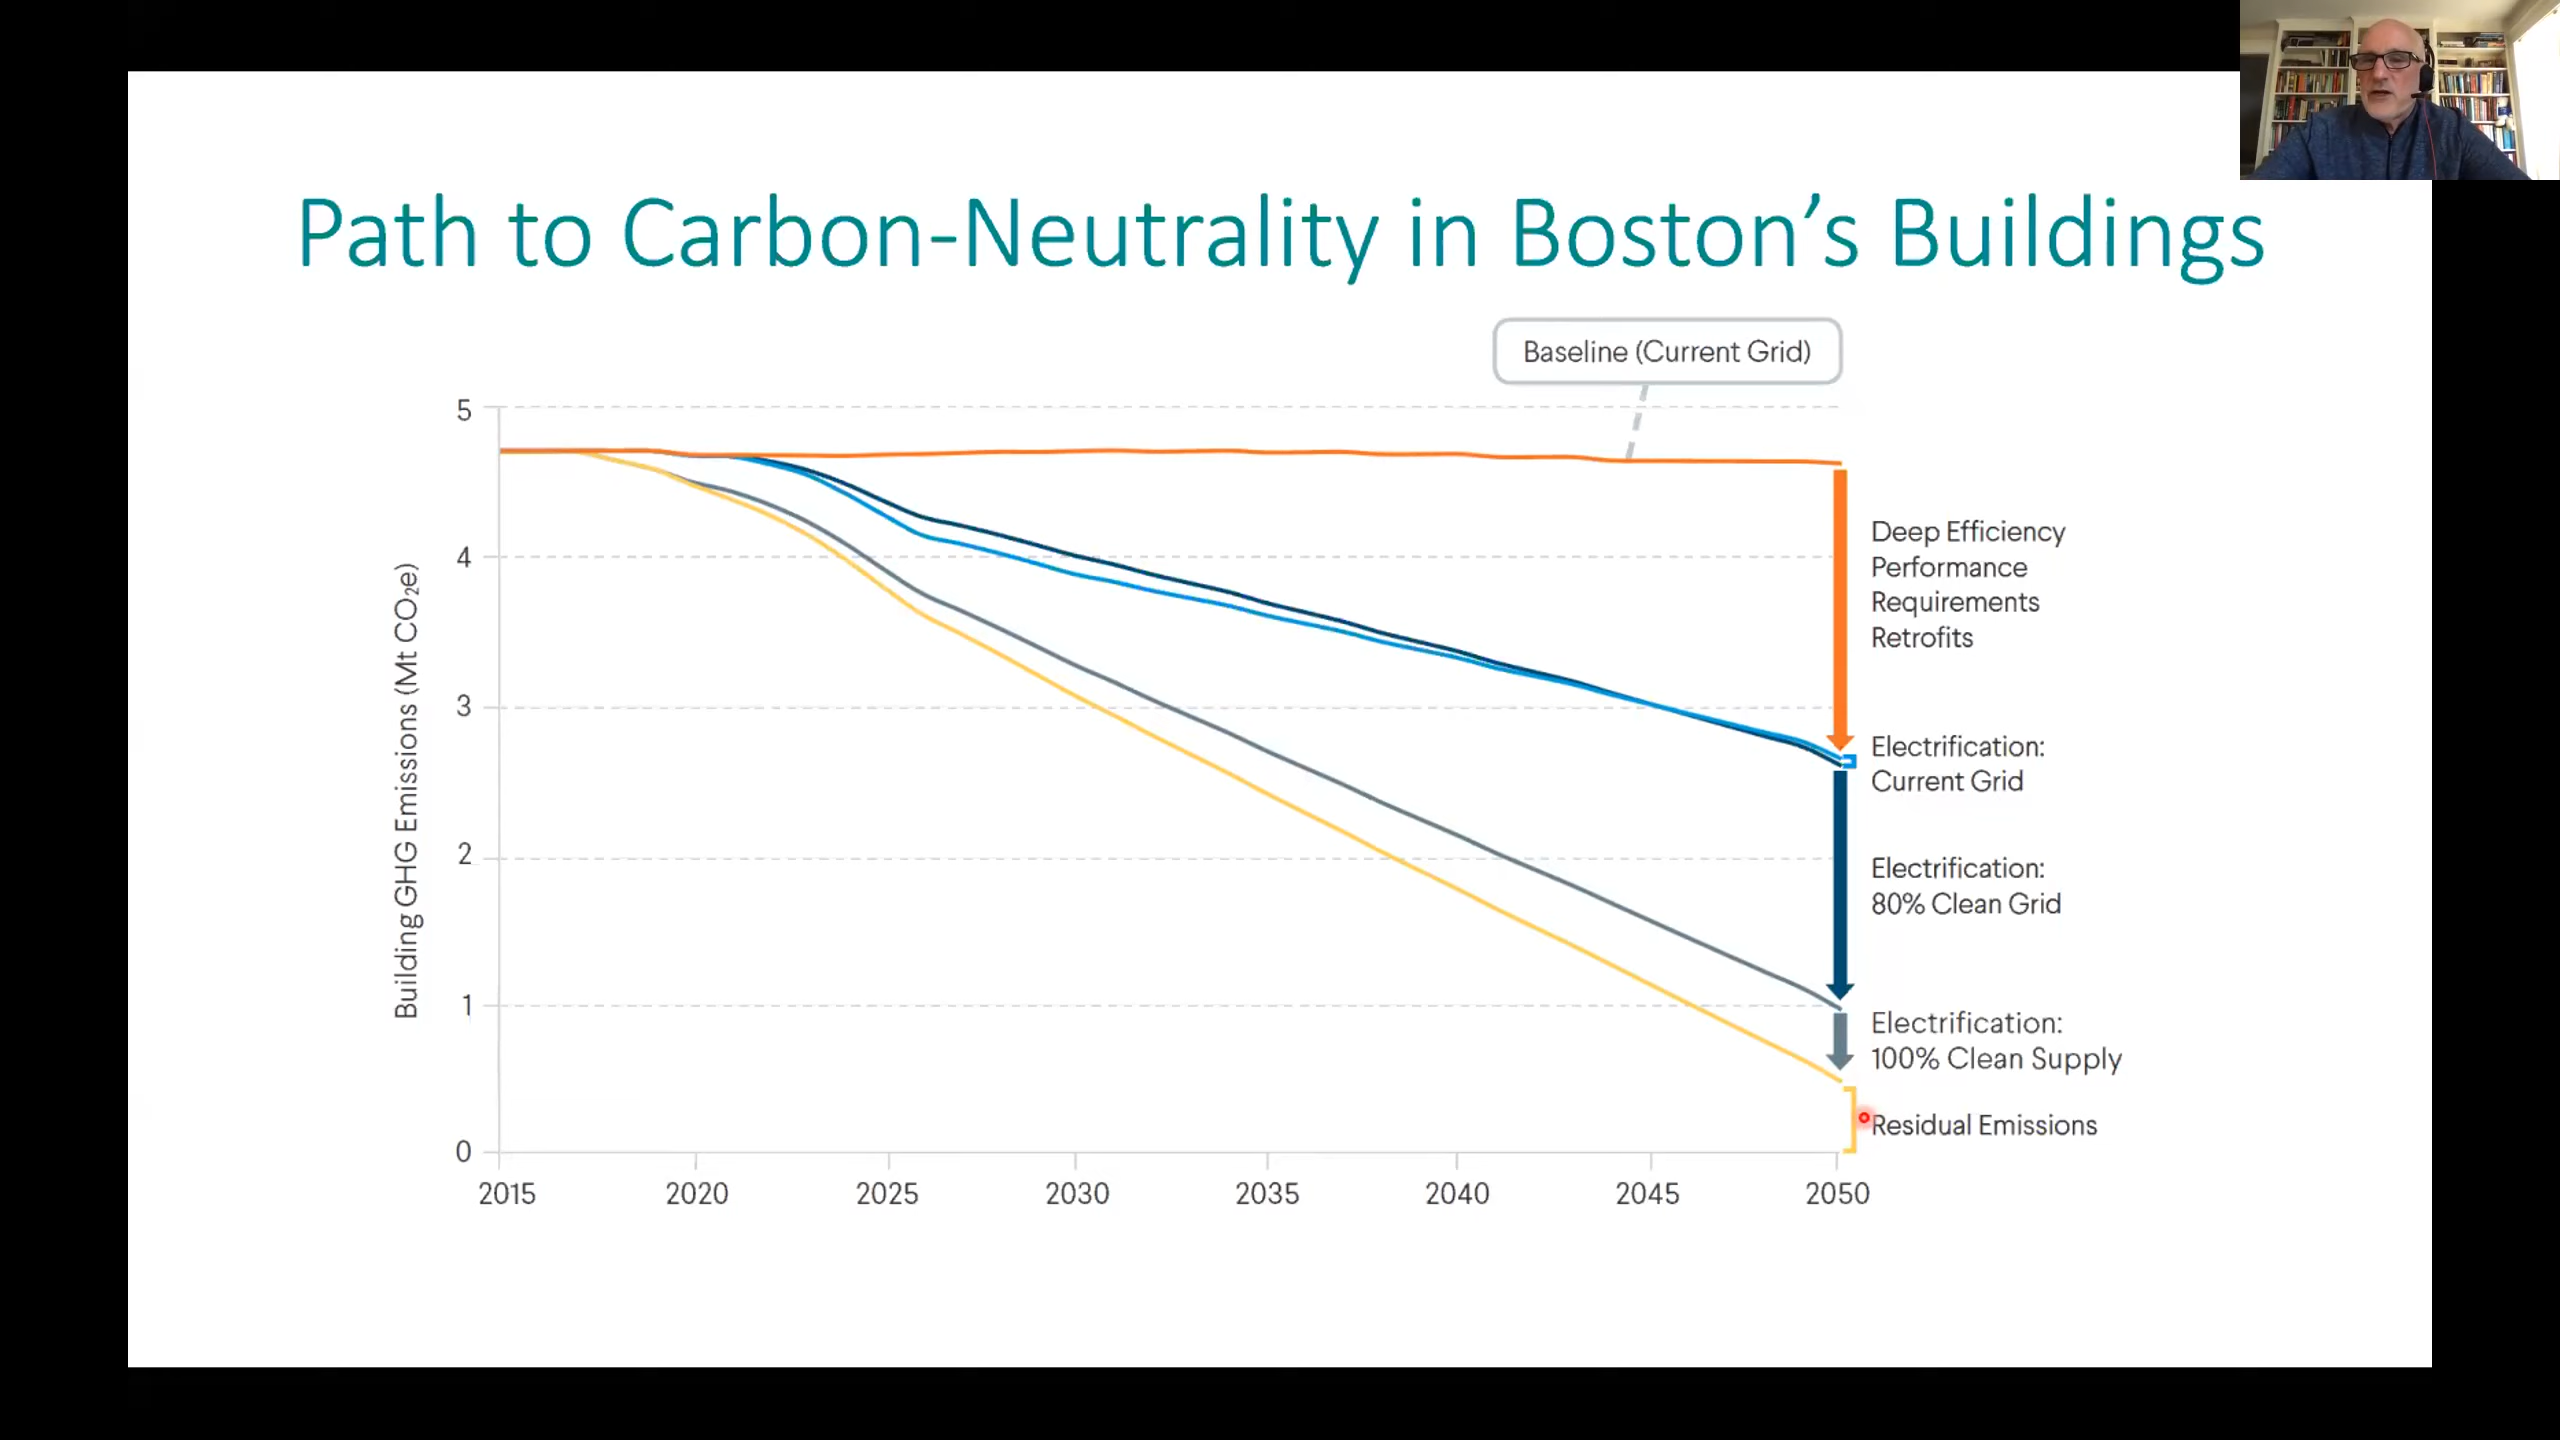 Path to Carbon-Neutrality in Boston’s Buildings
Baseline (Current Grid)
Building GHG Emissions (Mt CO₂e)
5
4
3
2
1
0
2015 2020 2025 2030 2035 2040 2045 2050
Deep Efficiency
Performance
Requirements
Retrofits
Electrification:
Current Grid
Electrification:
80% Clean Grid
Electrification:
100% Clean Supply
Residual Emissions